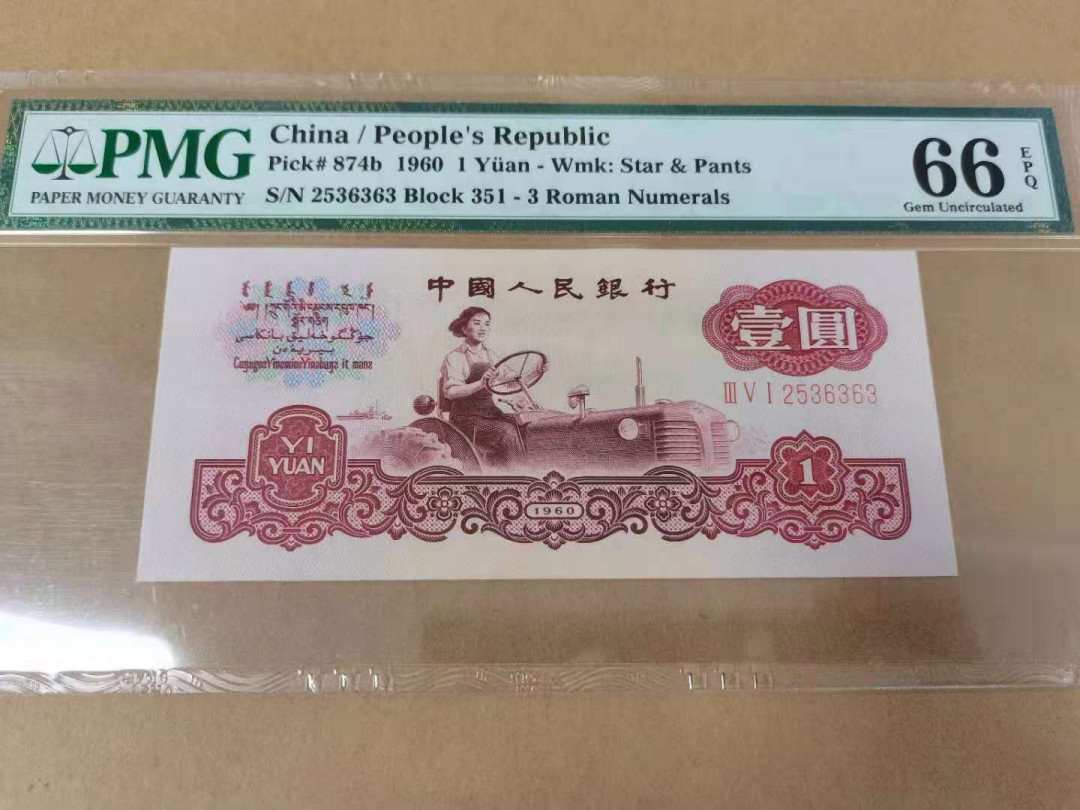 PMG
PAPER MONEY GUARANTY
China / People's Republic
Pick# 874b 1960 1 Yüan - Wmk: Star & Pants
S/N 2536363 Block 351 - 3 Roman Numerals
66 EPQ
Gem Uncirculated
中國人民銀行
壹圓
III V I 2536363
YI
YUAN
1
1960